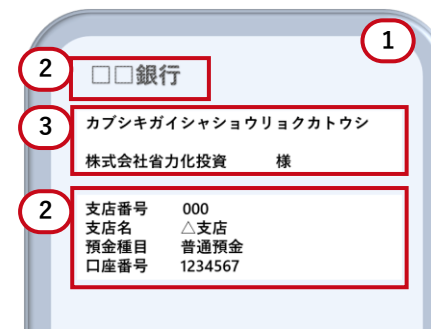 1
2
□□銀行
3
カブシキガイシャショウリョクカトウシ
株式会社省力化投資 様
2
支店番号 000
支店名 △支店
預金種目 普通預金
口座番号 1234567